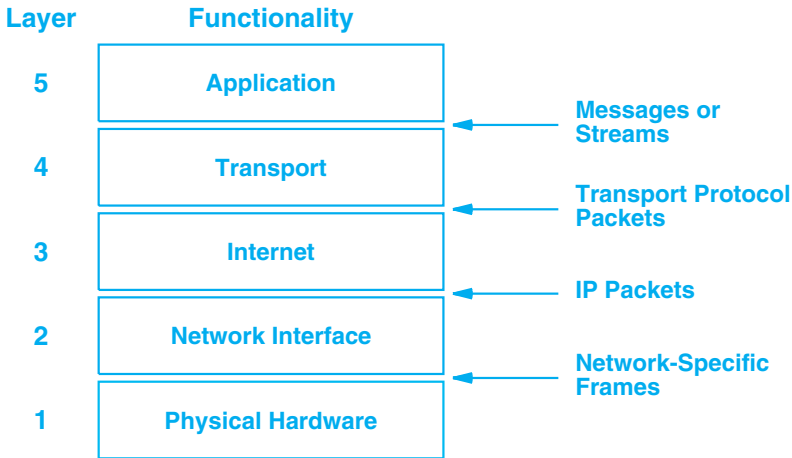 Layer Functionality
5 Application
Messages or
Streams
4 Transport
Transport Protocol
Packets
3 Internet
IP Packets
2 Network Interface
Network-Specific
Frames
1 Physical Hardware